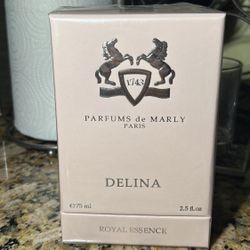 1743
PARFUMS de MARLY
PARIS
DELINA
℮75 ml 2.5 fl.oz
ROYAL ESSENCE